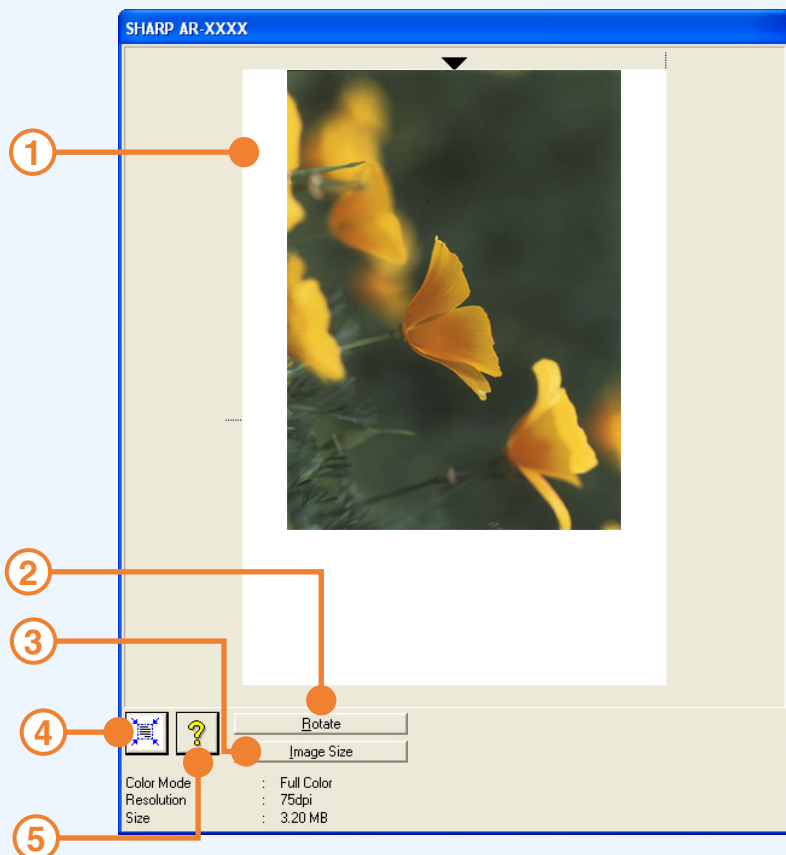 SHARP AR-XXXX
1
2
3
Rotate
4
?
Image Size
Color Mode : Full Color
Resolution : 75dpi
Size : 3.20 MB
5